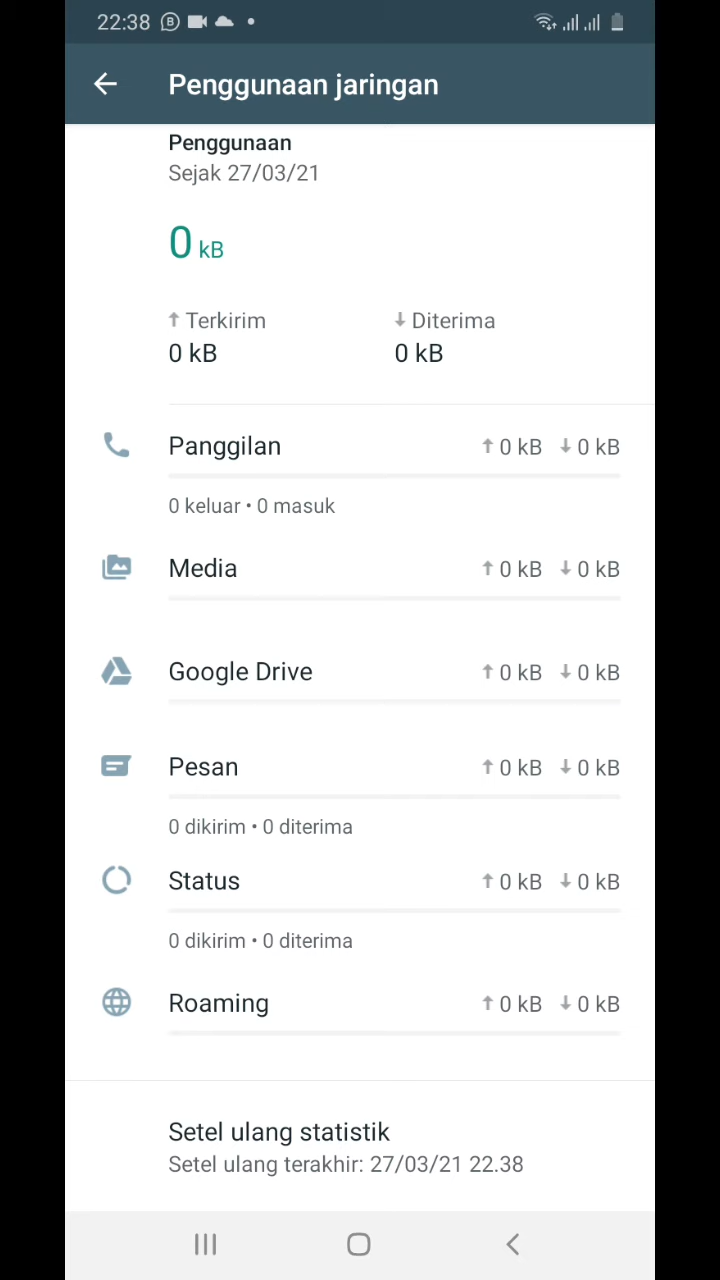 22:38
Penggunaan jaringan
Penggunaan
Sejak 27/03/21
0 kB
Terkirim Diterima
0 kB 0 kB
Panggilan 0 kB 0 kB
0 keluar • 0 masuk
Media 0 kB 0 kB
Google Drive 0 kB 0 kB
Pesan 0 kB 0 kB
0 dikirim • 0 diterima
Status 0 kB 0 kB
0 dikirim • 0 diterima
Roaming 0 kB 0 kB
Setel ulang statistik
Setel ulang terakhir: 27/03/21 22.38